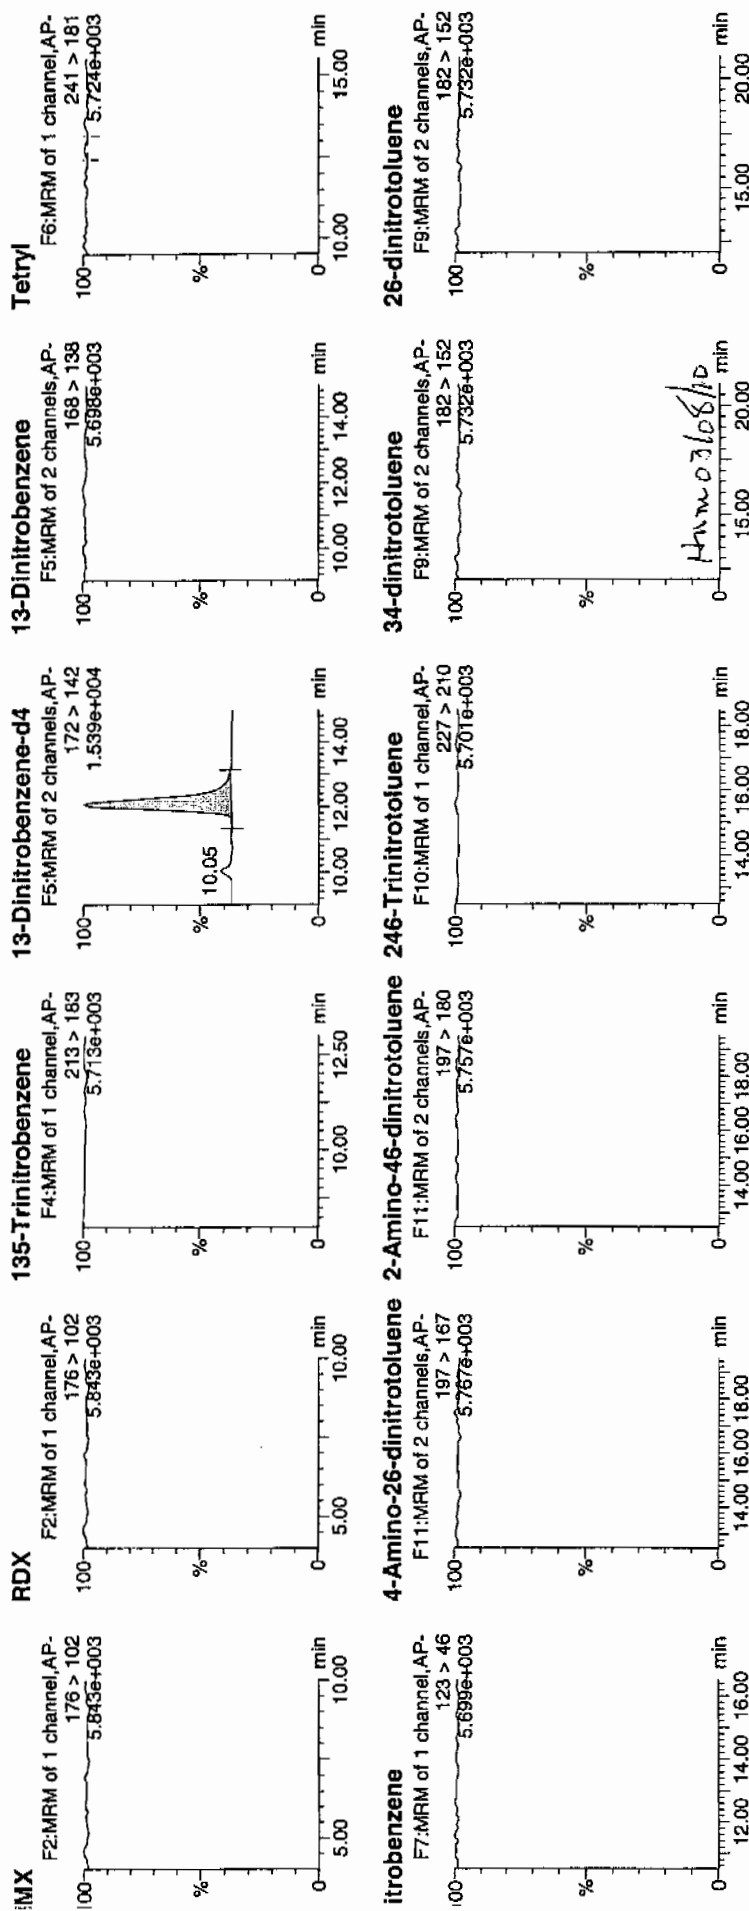 :MX
F2:MRM of 1 channel,AP-
176 > 102
5.843e+003
100
%
0
5.00
10.00
min
RDX
F2:MRM of 1 channel,AP-
176 > 102
5.843e+003
100
%
0
5.00
10.00
min
135-Trinitrobenzene
F4:MRM of 1 channel,AP-
213 > 183
5.713e+003
100
%
0
10.00
12.50
min
13-Dinitrobenzene-d4
F5:MRM of 2 channels,AP-
172 > 142
1.539e+004
100
%
0
10.05
10.00
12.00
14.00
min
13-Dinitrobenzene
F5:MRM of 2 channels,AP-
168 > 138
5.698e+003
100
%
0
10.00
12.00
14.00
min
Tetryl
F6:MRM of 1 channel,AP-
241 > 181
5.724e+003
100
%
0
10.00
15.00
min
itrobenzene
F7:MRM of 1 channel,AP-
123 > 46
5.699e+003
100
%
0
12.00
14.00
16.00
min
4-Amino-26-dinitrotoluene
F11:MRM of 2 channels,AP-
197 > 167
5.767e+003
100
%
0
14.00
16.00
18.00
min
2-Amino-46-dinitrotoluene
F11:MRM of 2 channels,AP-
197 > 180
5.757e+003
100
%
0
14.00
16.00
18.00
min
246-Trinitrotoluene
F10:MRM of 1 channel,AP-
227 > 210
5.701e+003
100
%
0
14.00
16.00
18.00
min
34-dinitrotoluene
F9:MRM of 2 channels,AP-
182 > 152
5.732e+003
100
%
0
03/08/10
15.00
20.00
min
26-dinitrotoluene
F9:MRM of 2 channels,AP-
182 > 152
5.732e+003
100
%
0
15.00
20.00
min